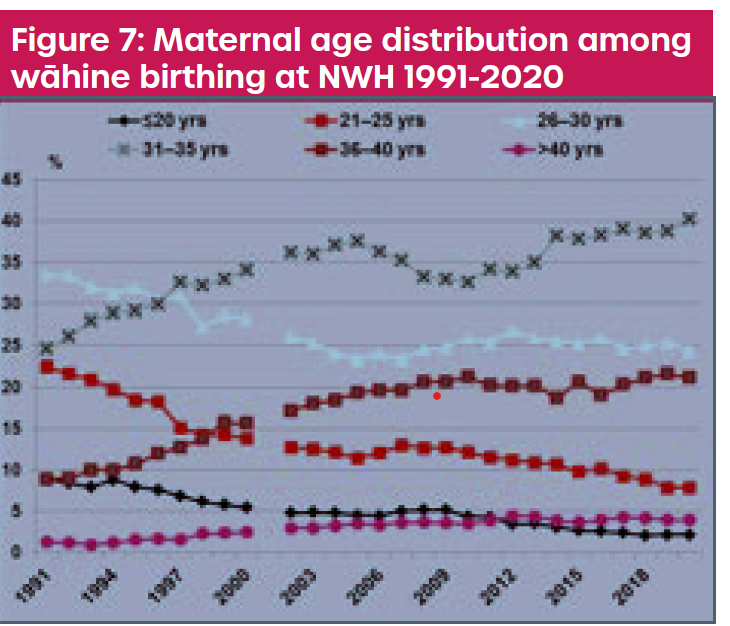 Figure 7: Maternal age distribution among
wāhine birthing at NWH 1991-2020
≤20 yrs 21–25 yrs 26–30 yrs
31–35 yrs 36–40 yrs >40 yrs
%
45
40
35
30
25
20
15
10
5
0
1991 1994 1997 2000 2003 2006 2009 2012 2015 2018